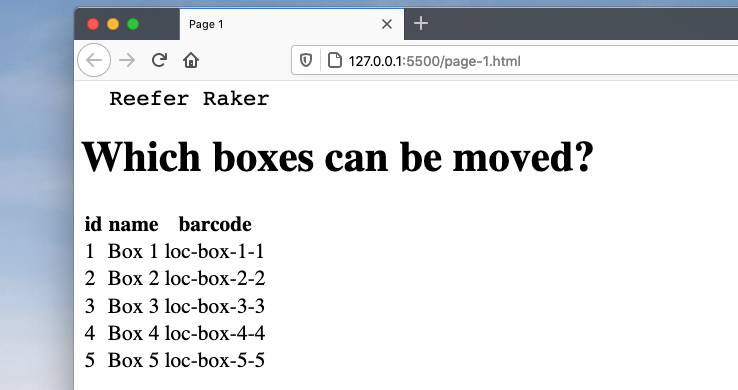 Page 1
127.0.0.1:5500/page-1.html
Reefer Raker
Which boxes can be moved?
id name barcode
1 Box 1 loc-box-1-1
2 Box 2 loc-box-2-2
3 Box 3 loc-box-3-3
4 Box 4 loc-box-4-4
5 Box 5 loc-box-5-5